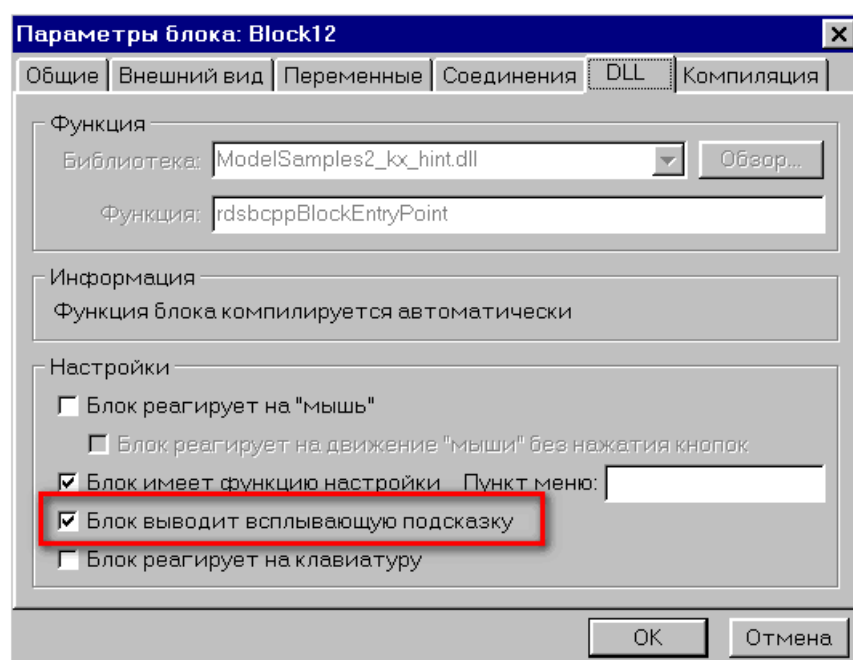 Параметры блока: Block12
Общие Внешний вид Переменные Соединения DLL Компиляция
Функция
Библиотека: ModelSamples2_kx_hint.dll Обзор...
Функция: rdsbcppBlockEntryPoint
Информация
Функция блока компилируется автоматически
Настройки
Блок реагирует на "мышь"
Блок реагирует на движение "мыши" без нажатия кнопок
Блок имеет функцию настройки Пункт меню:
Блок выводит всплывающую подсказку
Блок реагирует на клавиатуру
OK Отмена